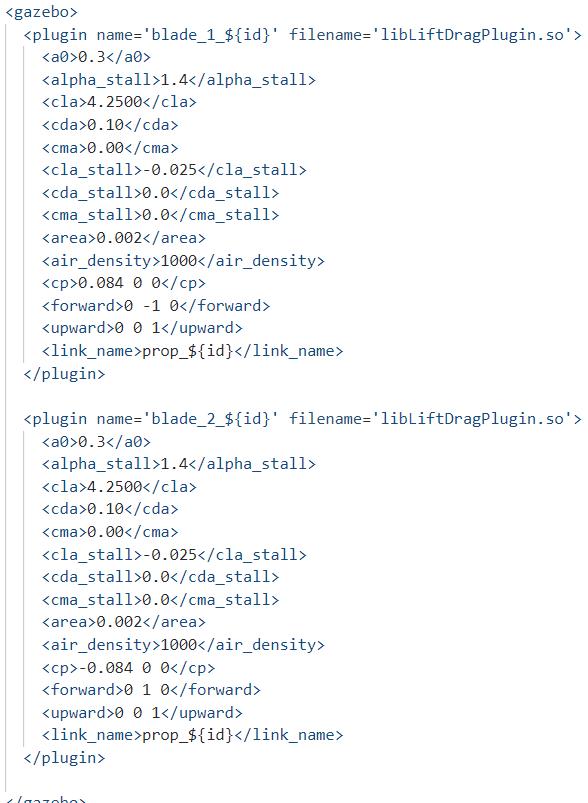 <gazebo>
<plugin name='blade_1_${id}' filename='libLiftDragPlugin.so'>
<a0>0.3</a0>
<alpha_stall>1.4</alpha_stall>
<cla>4.2500</cla>
<cda>0.10</cda>
<cma>0.00</cma>
<cla_stall>-0.025</cla_stall>
<cda_stall>0.0</cda_stall>
<cma_stall>0.0</cma_stall>
<area>0.002</area>
<air_density>1000</air_density>
<cp>0.084 0 0</cp>
<forward>0 -1 0</forward>
<upward>0 0 1</upward>
<link_name>prop_${id}</link_name>
</plugin>
<plugin name='blade_2_${id}' filename='libLiftDragPlugin.so'>
<a0>0.3</a0>
<alpha_stall>1.4</alpha_stall>
<cla>4.2500</cla>
<cda>0.10</cda>
<cma>0.00</cma>
<cla_stall>-0.025</cla_stall>
<cda_stall>0.0</cda_stall>
<cma_stall>0.0</cma_stall>
<area>0.002</area>
<air_density>1000</air_density>
<cp>-0.084 0 0</cp>
<forward>0 1 0</forward>
<upward>0 0 1</upward>
<link_name>prop_${id}</link_name>
</plugin>
</gazebo>